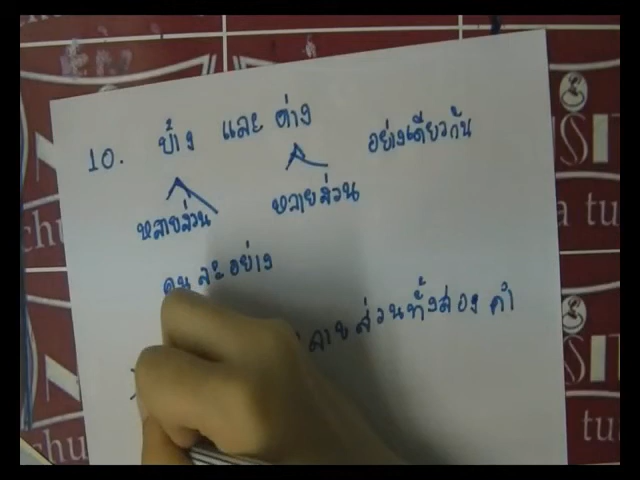 10. บ้าง และ ต่าง
หลายส่วน หลายส่วน อย่างเดียวกัน
คนละอย่าง
หลายส่วนทั้งสองคำ